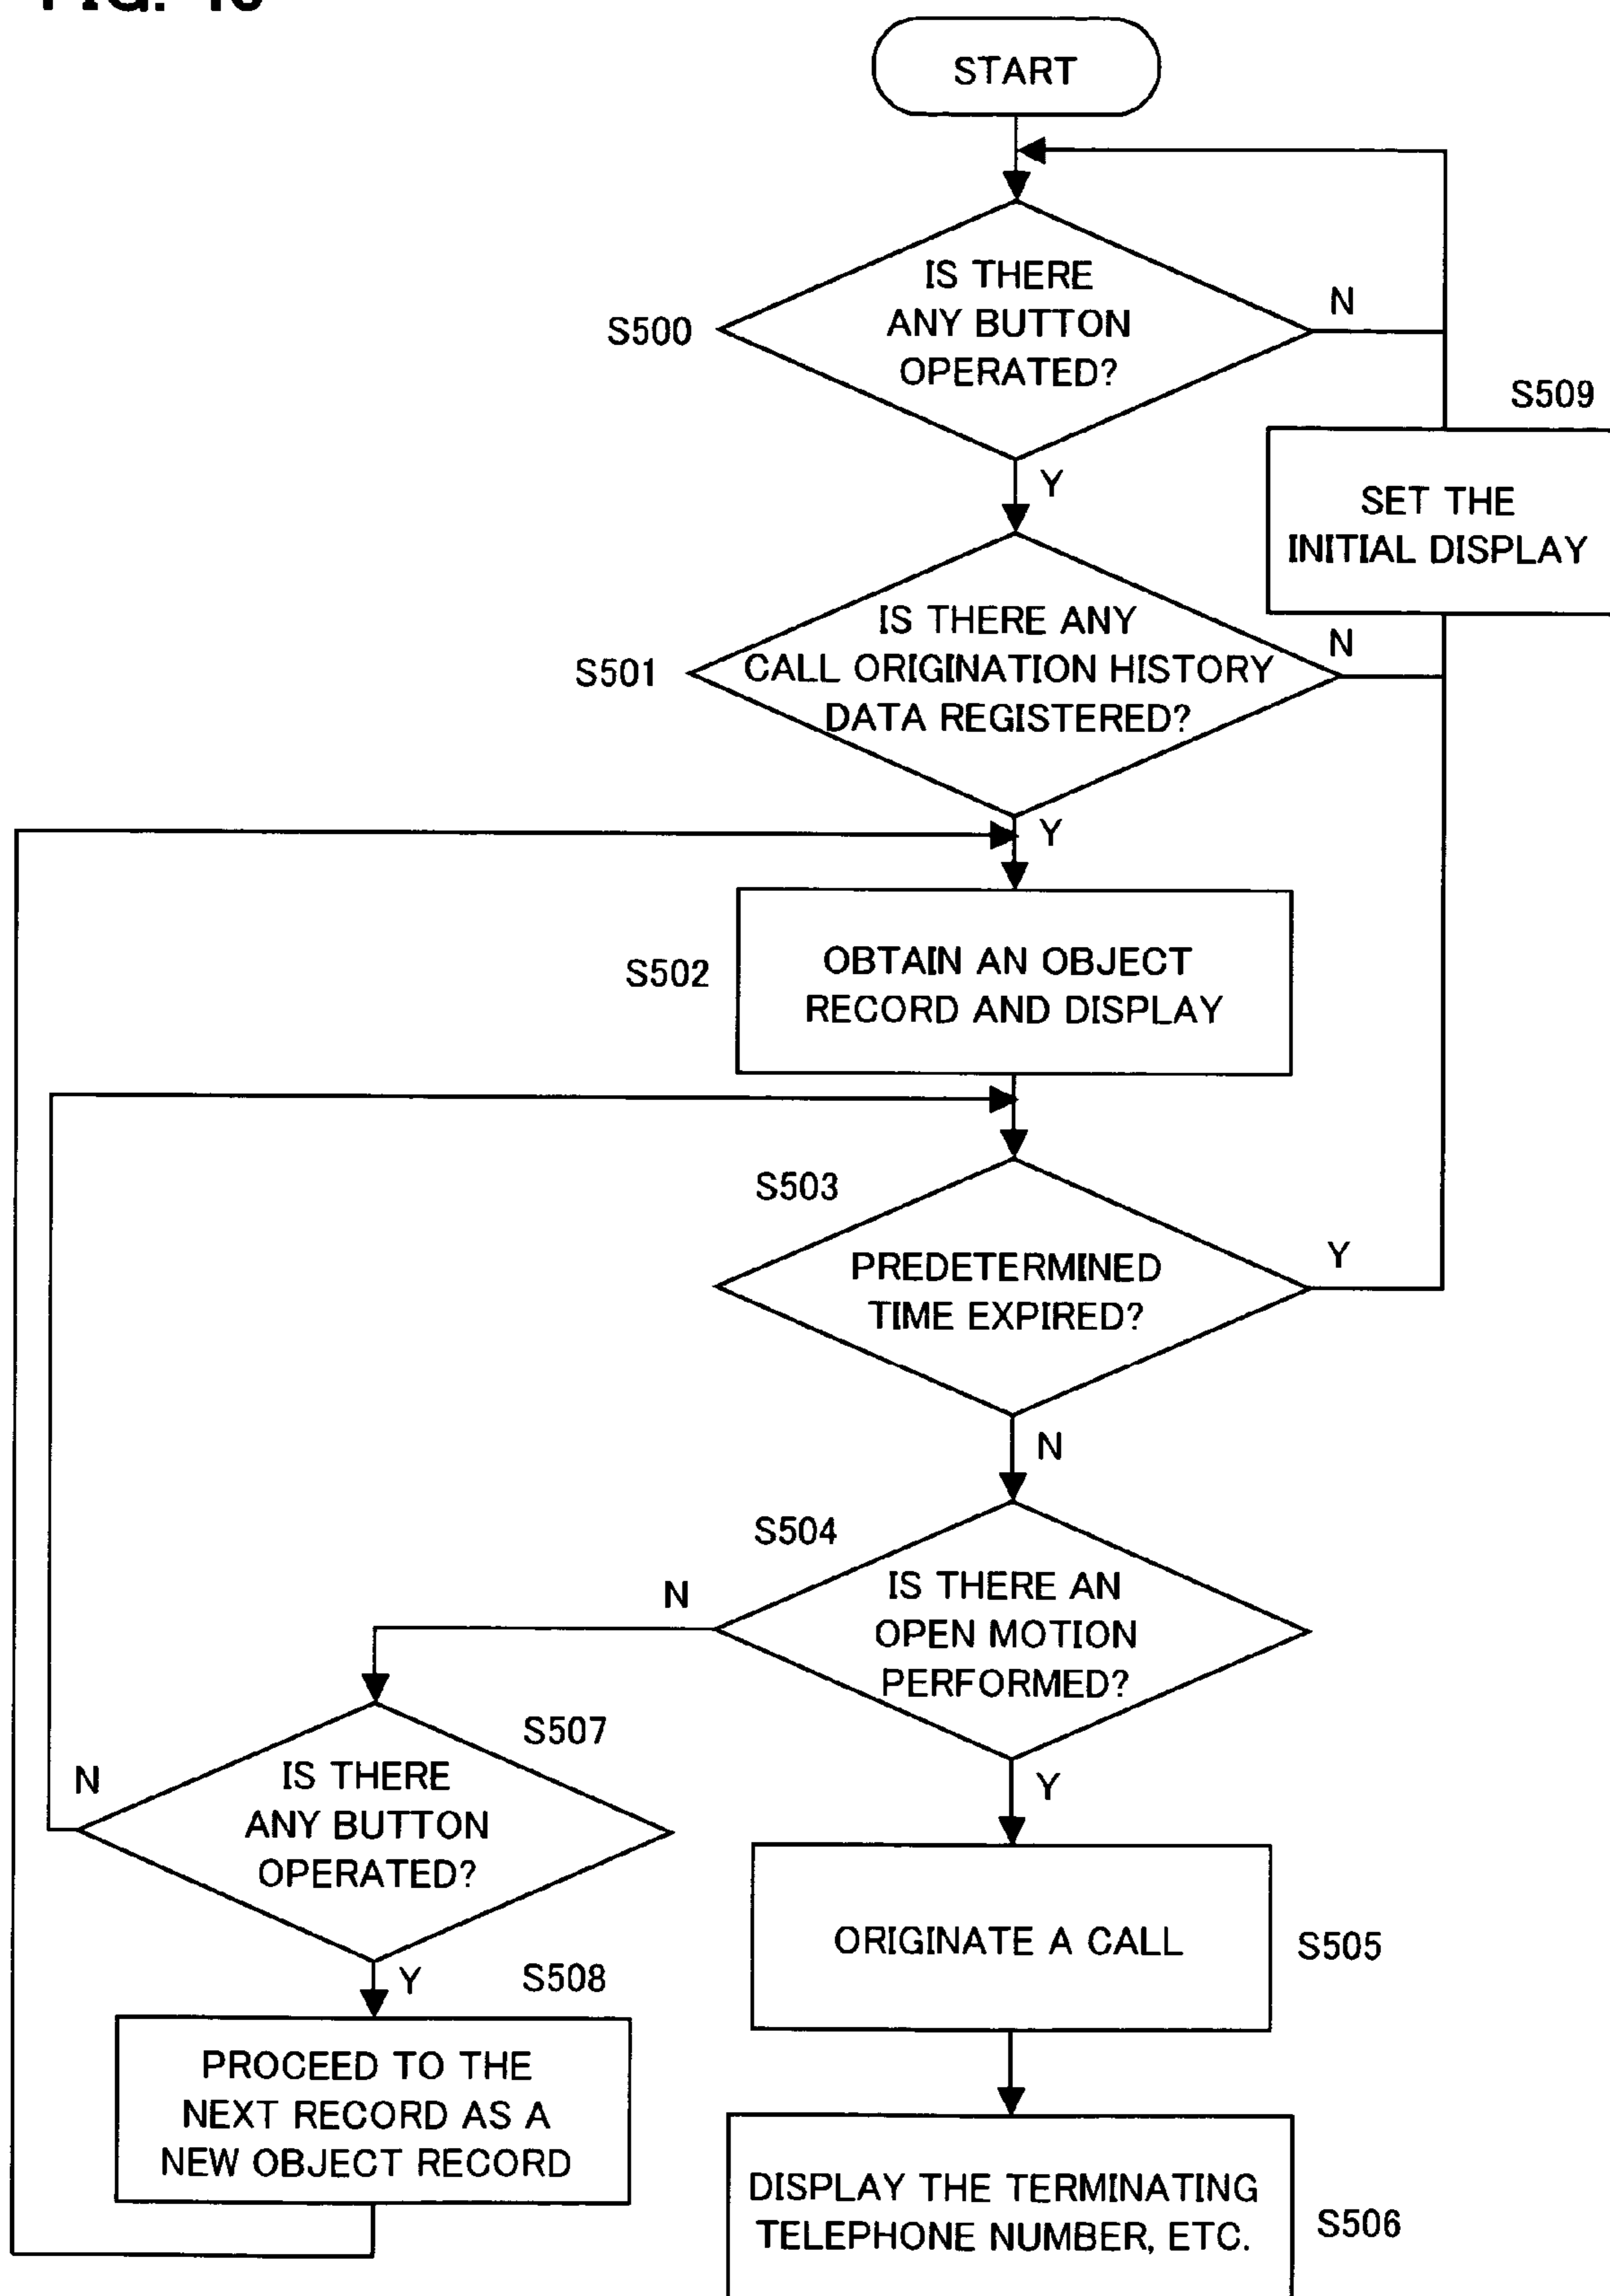 START
IS THERE
ANY BUTTON
OPERATED?
N
S500
S509
Y
SET THE
INITIAL DISPLAY
IS THERE ANY
CALL ORIGINATION HISTORY
DATA REGISTERED?
N
S501
Y
OBTAIN AN OBJECT
RECORD AND DISPLAY
S502
S503
PREDETERMINED
TIME EXPIRED?
Y
N
S504
IS THERE AN
OPEN MOTION
PERFORMED?
N
S507
IS THERE
ANY BUTTON
OPERATED?
N
Y
ORIGINATE A CALL
S505
Y
S508
PROCEED TO THE
NEXT RECORD AS A
NEW OBJECT RECORD
DISPLAY THE TERMINATING
TELEPHONE NUMBER, ETC.
S506